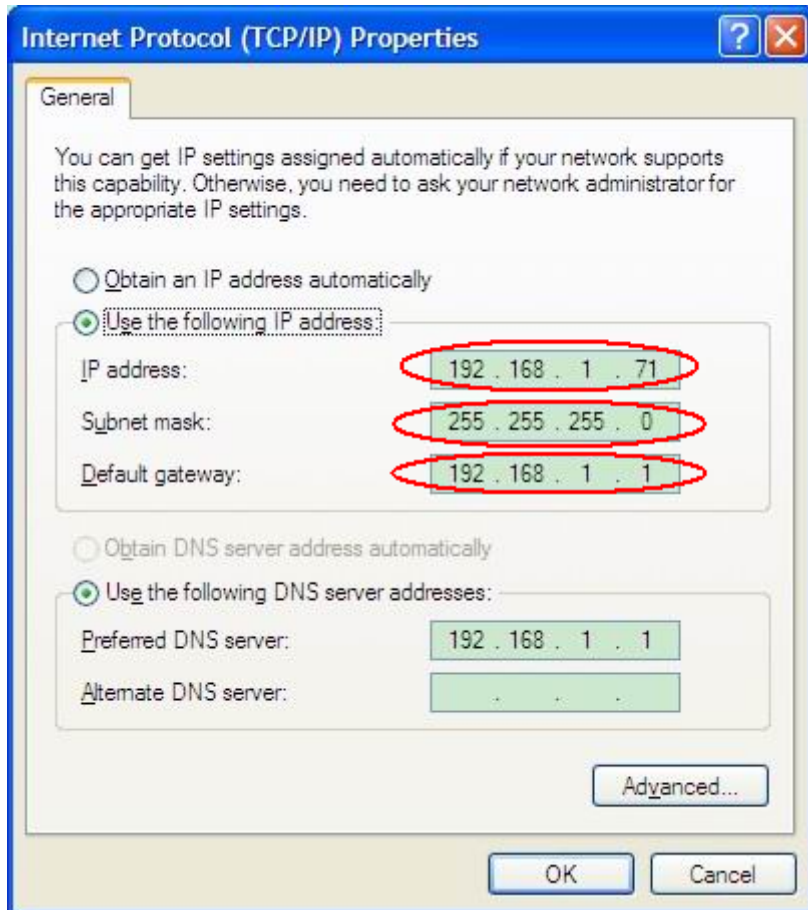 Internet Protocol (TCP/IP) Properties
General
You can get IP settings assigned automatically if your network supports
this capability. Otherwise, you need to ask your network administrator for
the appropriate IP settings.
Obtain an IP address automatically
Use the following IP address:
IP address: 192 . 168 . 1 . 71
Subnet mask: 255 . 255 . 255 . 0
Default gateway: 192 . 168 . 1 . 1
Obtain DNS server address automatically
Use the following DNS server addresses:
Preferred DNS server: 192 . 168 . 1 . 1
Alternate DNS server: . . .
Advanced...
OK Cancel